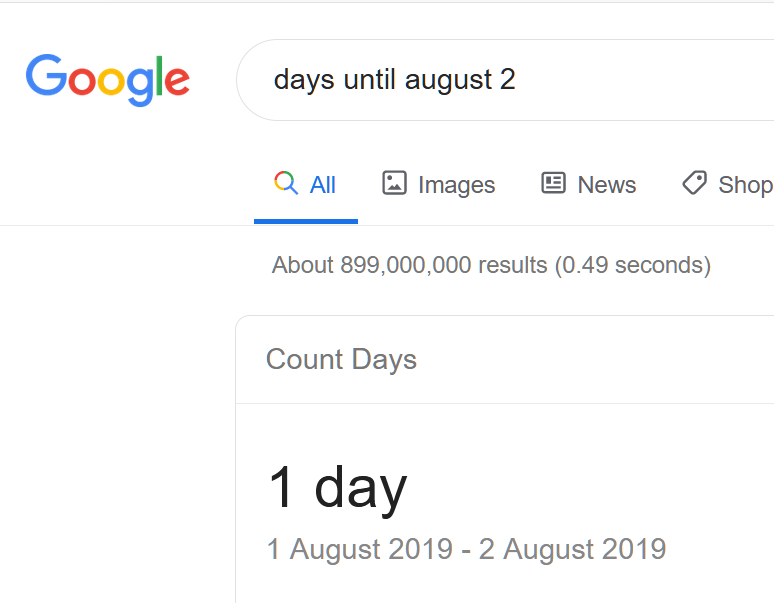 Google
days until august 2
All Images News Shop
About 899,000,000 results (0.49 seconds)
Count Days
1 day
1 August 2019 - 2 August 2019